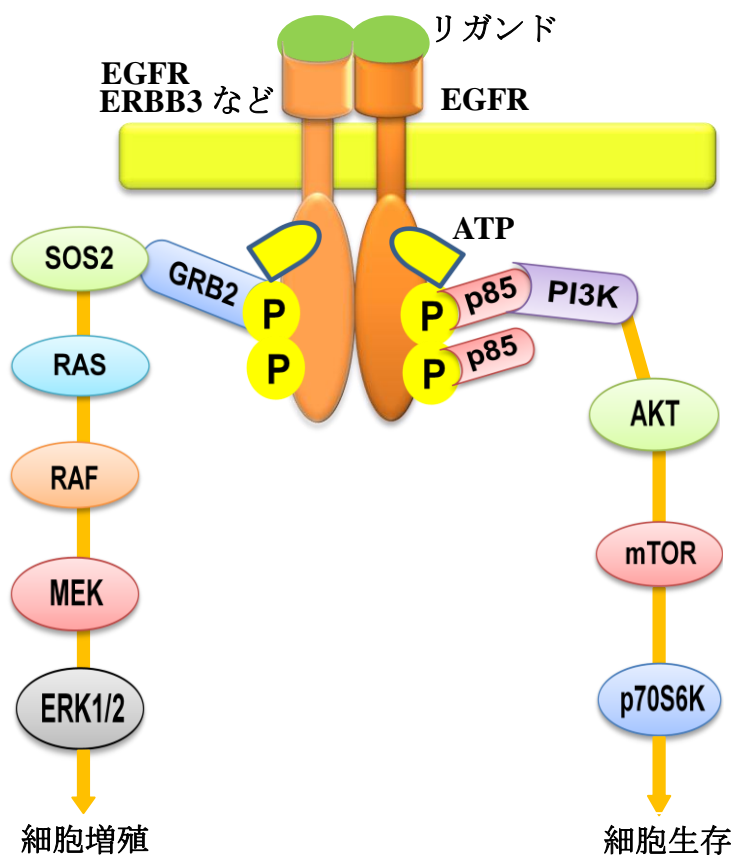 リガンド
EGFR
ERBB3 など
EGFR
ATP
SOS2
GRB2
P
P
P
P
p85
PI3K
p85
RAS
AKT
RAF
mTOR
MEK
ERK1/2
p70S6K
細胞増殖
細胞生存